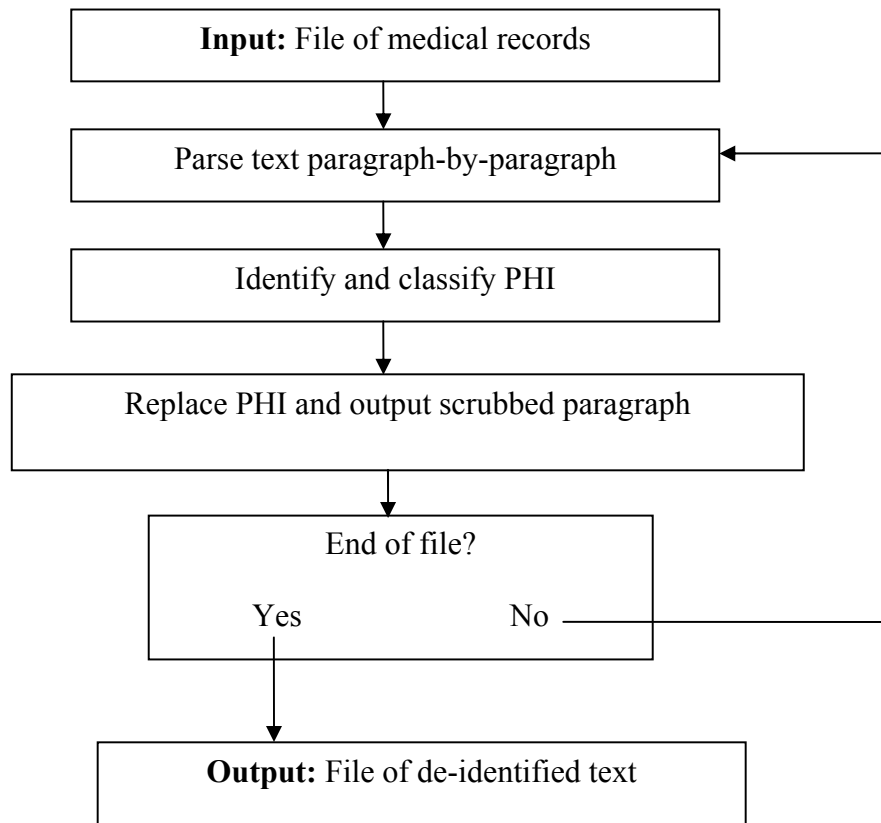 Input: File of medical records
Parse text paragraph-by-paragraph
Identify and classify PHI
Replace PHI and output scrubbed paragraph
End of file?
Yes No
Output: File of de-identified text